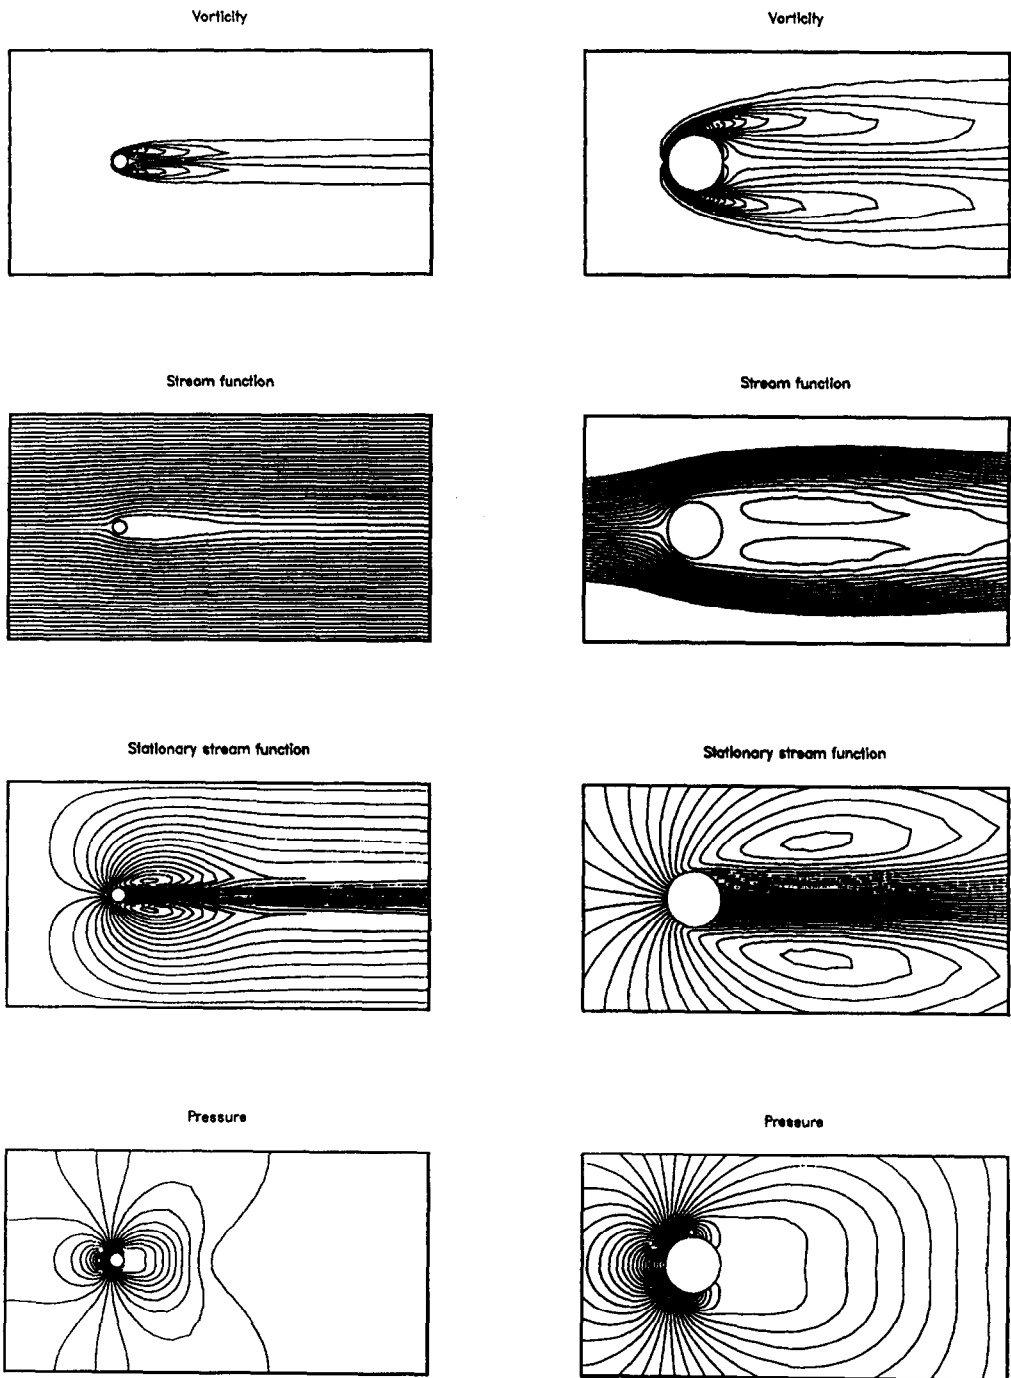 Vorticity
Vorticity
Stream function
Stream function
Stationary stream function
Stationary stream function
Pressure
Pressure